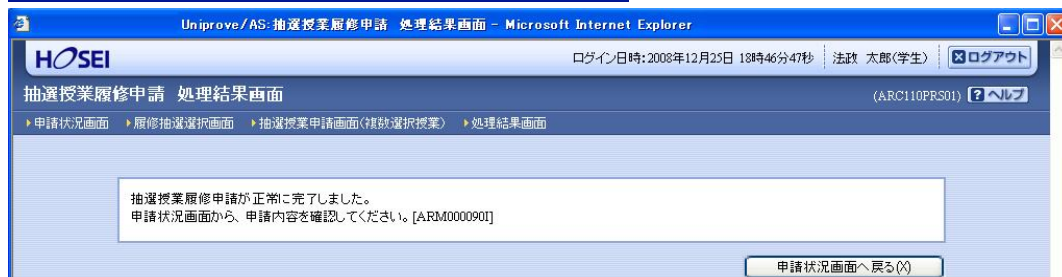 Uniprove/AS:抽選授業履修申請 処理結果画面 - Microsoft Internet Explorer
HOSEI
ログイン日時:2008年12月25日 18時46分47秒 法政 太郎(学生) ログアウト
抽選授業履修申請 処理結果画面
(ARC110PRS01) ヘルプ
申請状況画面 履修抽選選択画面 抽選授業申請画面(複数選択授業) 処理結果画面
抽選授業履修申請が正常に完了しました。
申請状況画面から、申請内容を確認してください。[ARM000090I]
申請状況画面へ戻る(X)